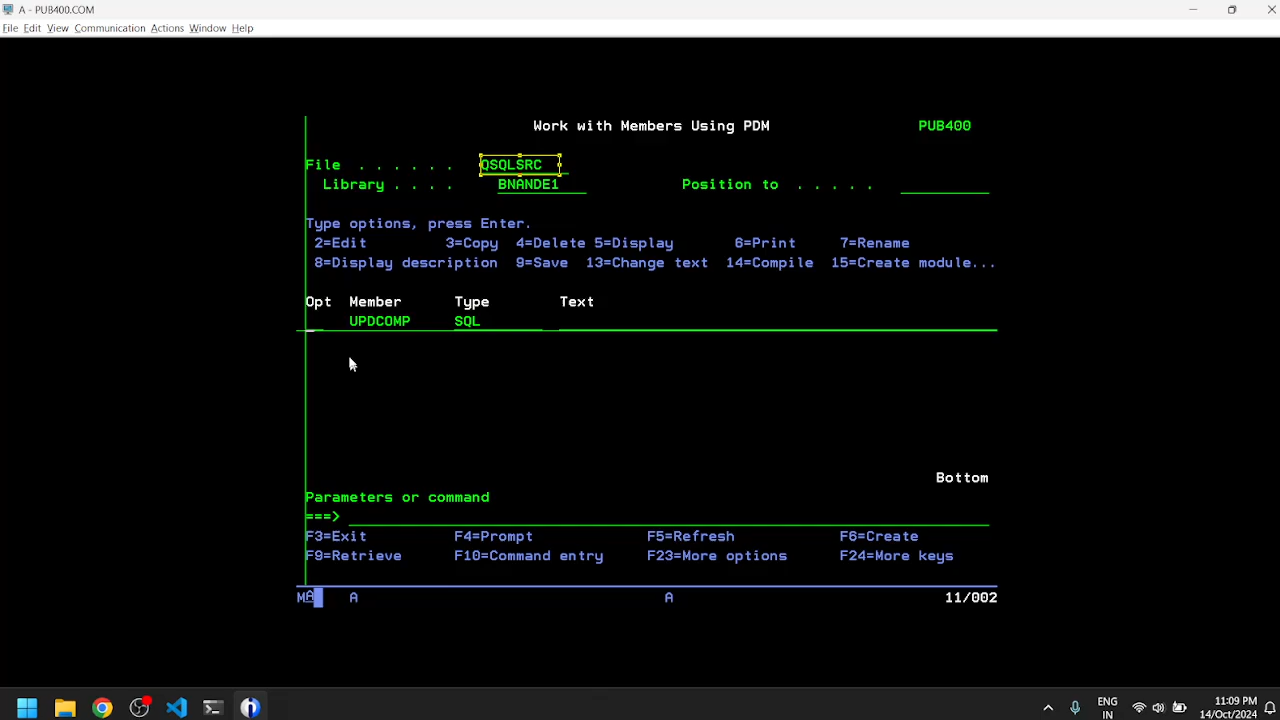 A - PUB400.COM
File Edit View Communication Actions Window Help
Work with Members Using PDM PUB400
File . . . . . . QSQLSRC
Library . . . . BNANDE1 Position to . . . . .
Type options, press Enter.
2=Edit 3=Copy 4=Delete 5=Display 6=Print 7=Rename
8=Display description 9=Save 13=Change text 14=Compile 15=Create module...
Opt Member Type Text
UPDCOMP SQL
Bottom
Parameters or command
===>
F3=Exit F4=Prompt F5=Refresh F6=Create
F9=Retrieve F10=Command entry F23=More options F24=More keys
MA A A 11/002
ENG 11:09 PM
IN 14/Oct/2024